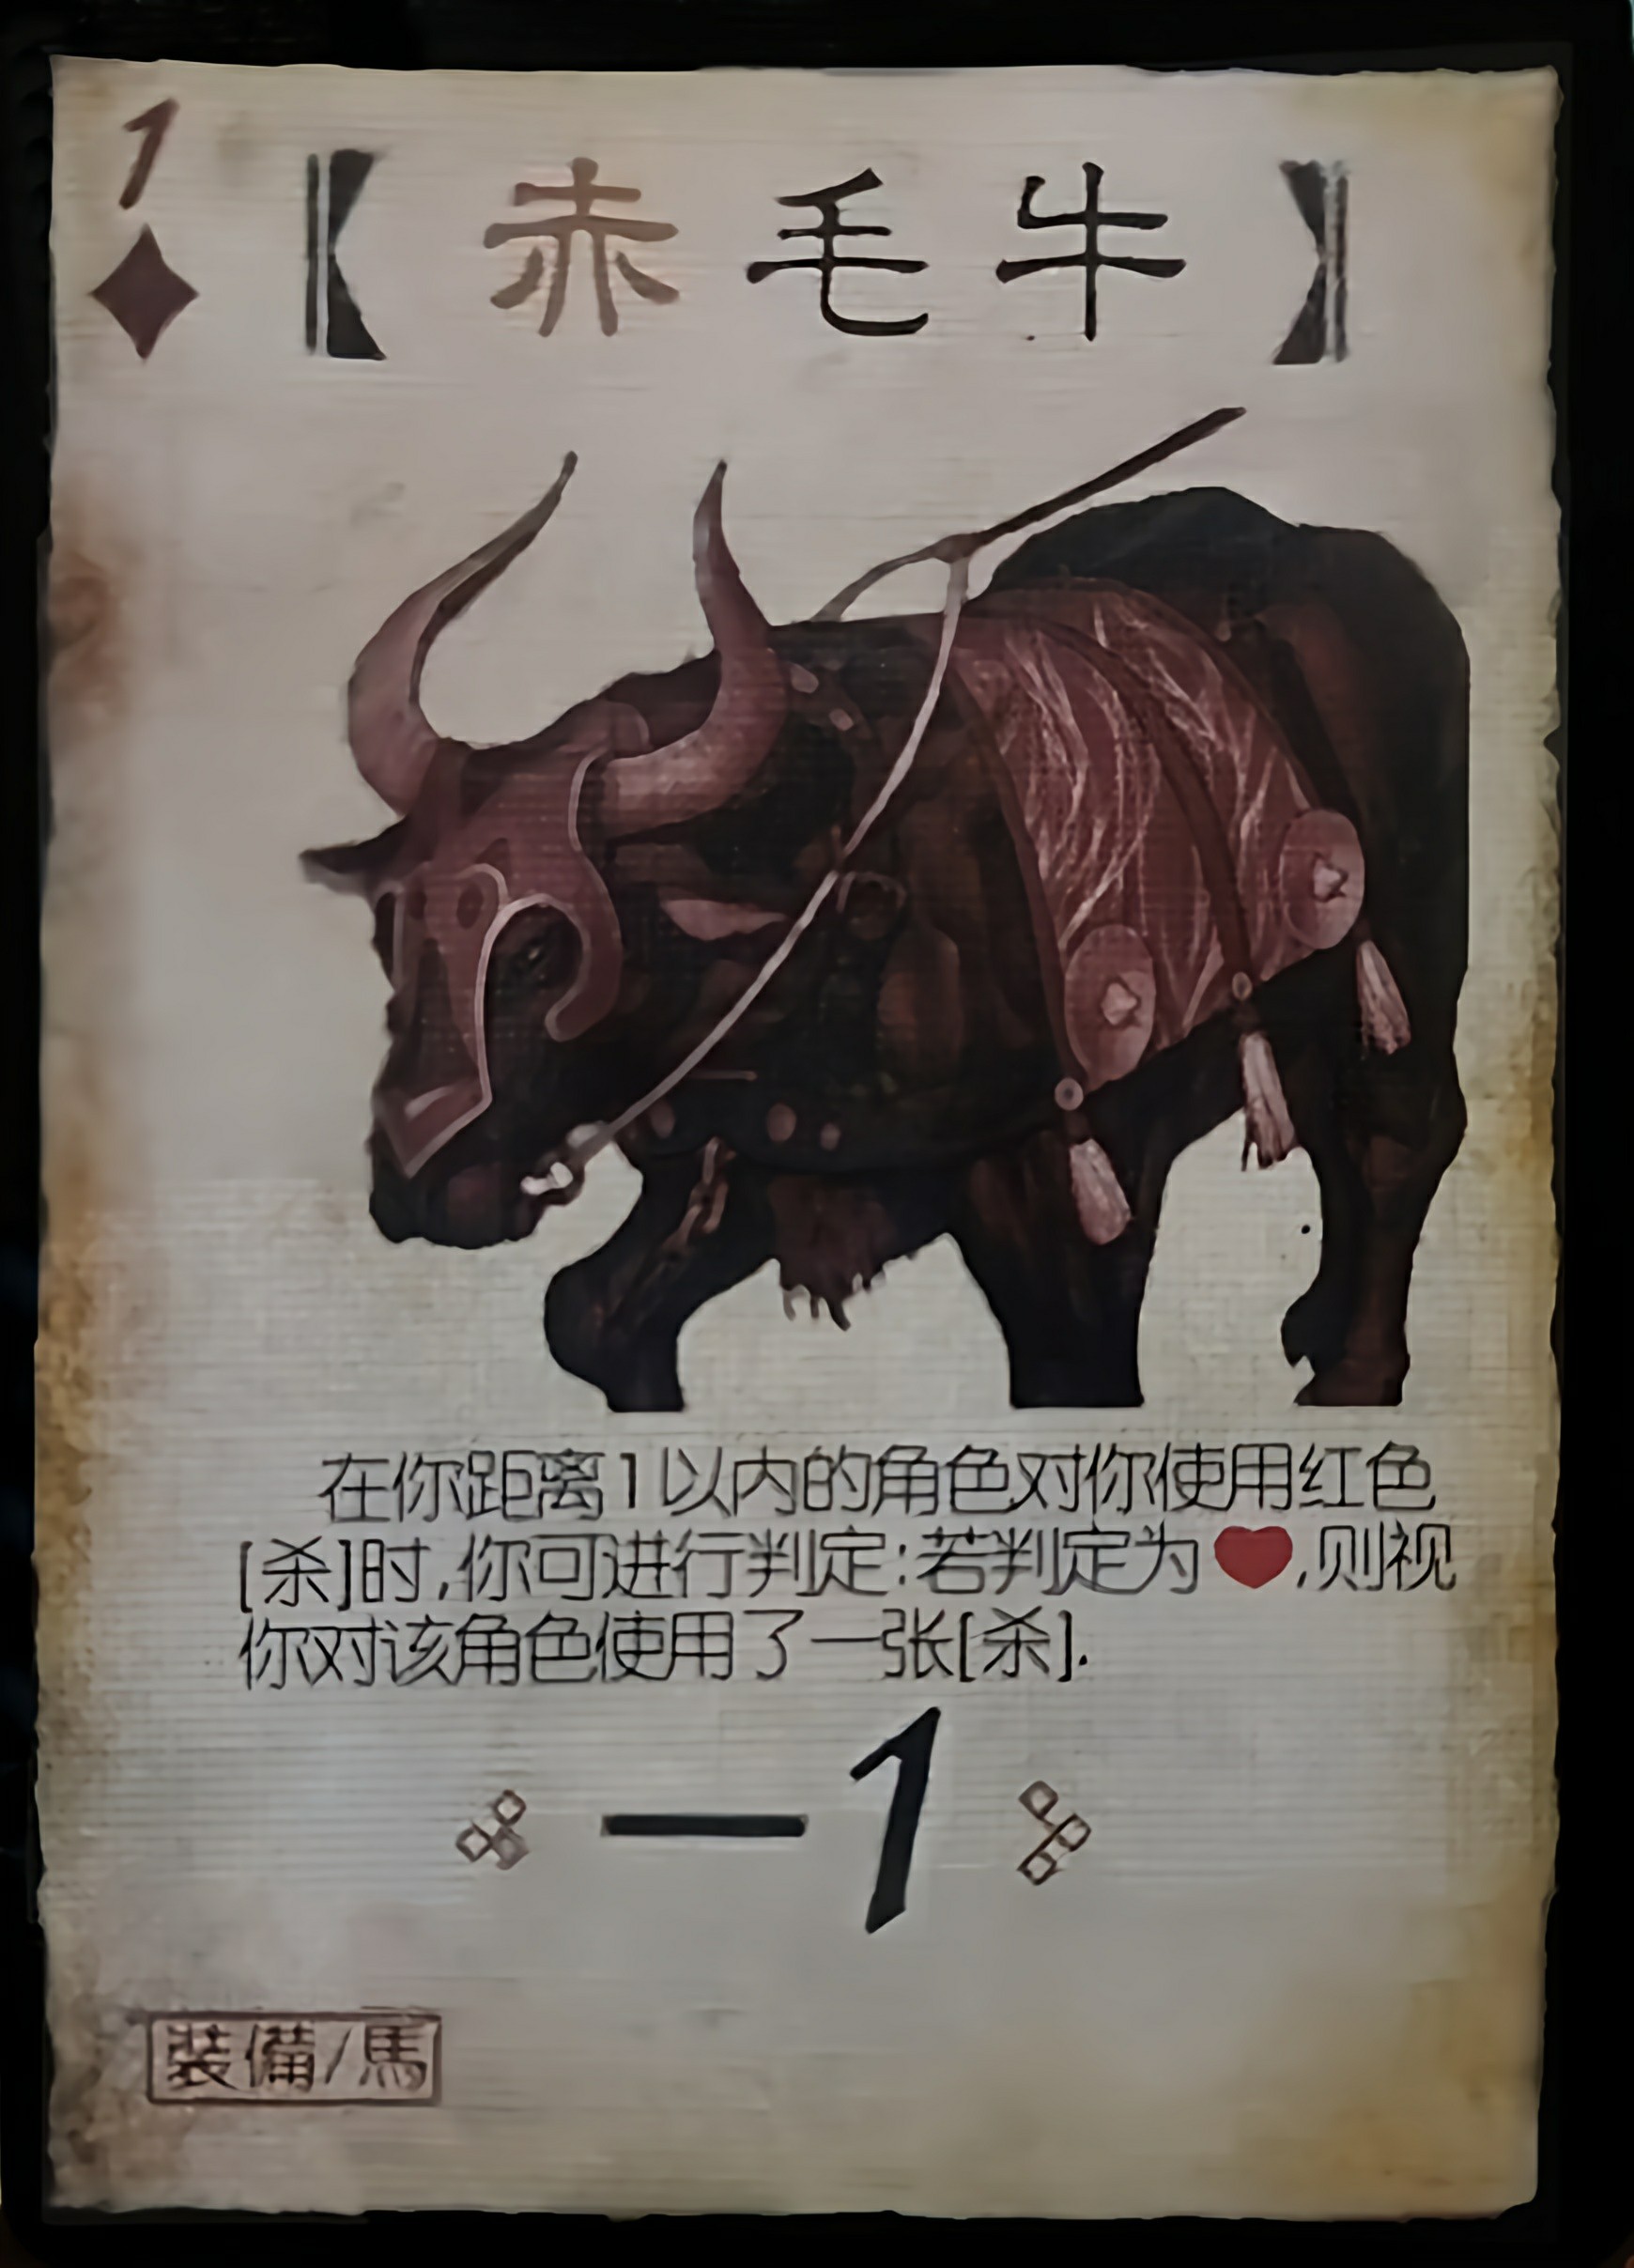 1
【赤毛牛】
在你距离1以内的角色对你使用红色
[杀]时,你可进行判定:若判定为♥,则视
你对该角色使用了一张[杀].
—1
裝備/馬